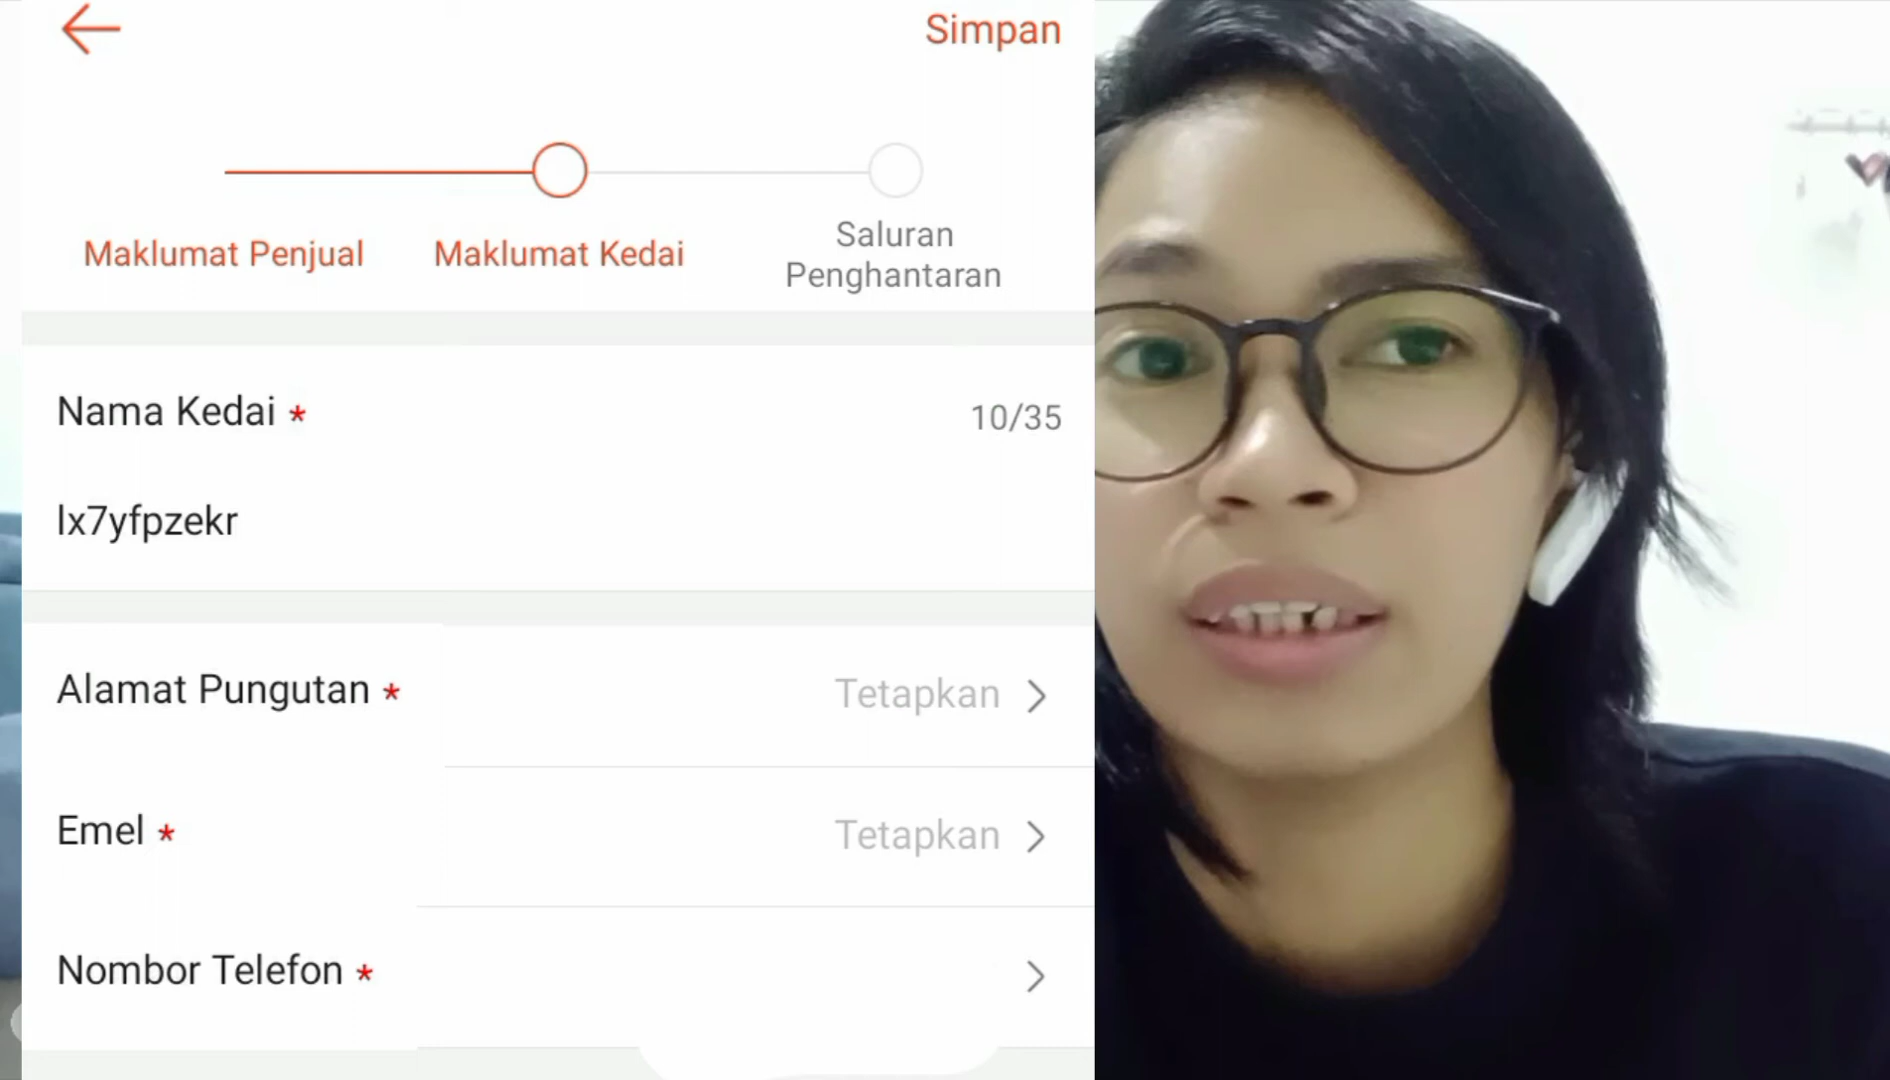 Simpan
Maklumat Penjual
Maklumat Kedai
Saluran
Penghantaran
Nama Kedai *
10/35
lx7yfpzekr
Alamat Pungutan *
Tetapkan
Emel *
Tetapkan
Nombor Telefon *